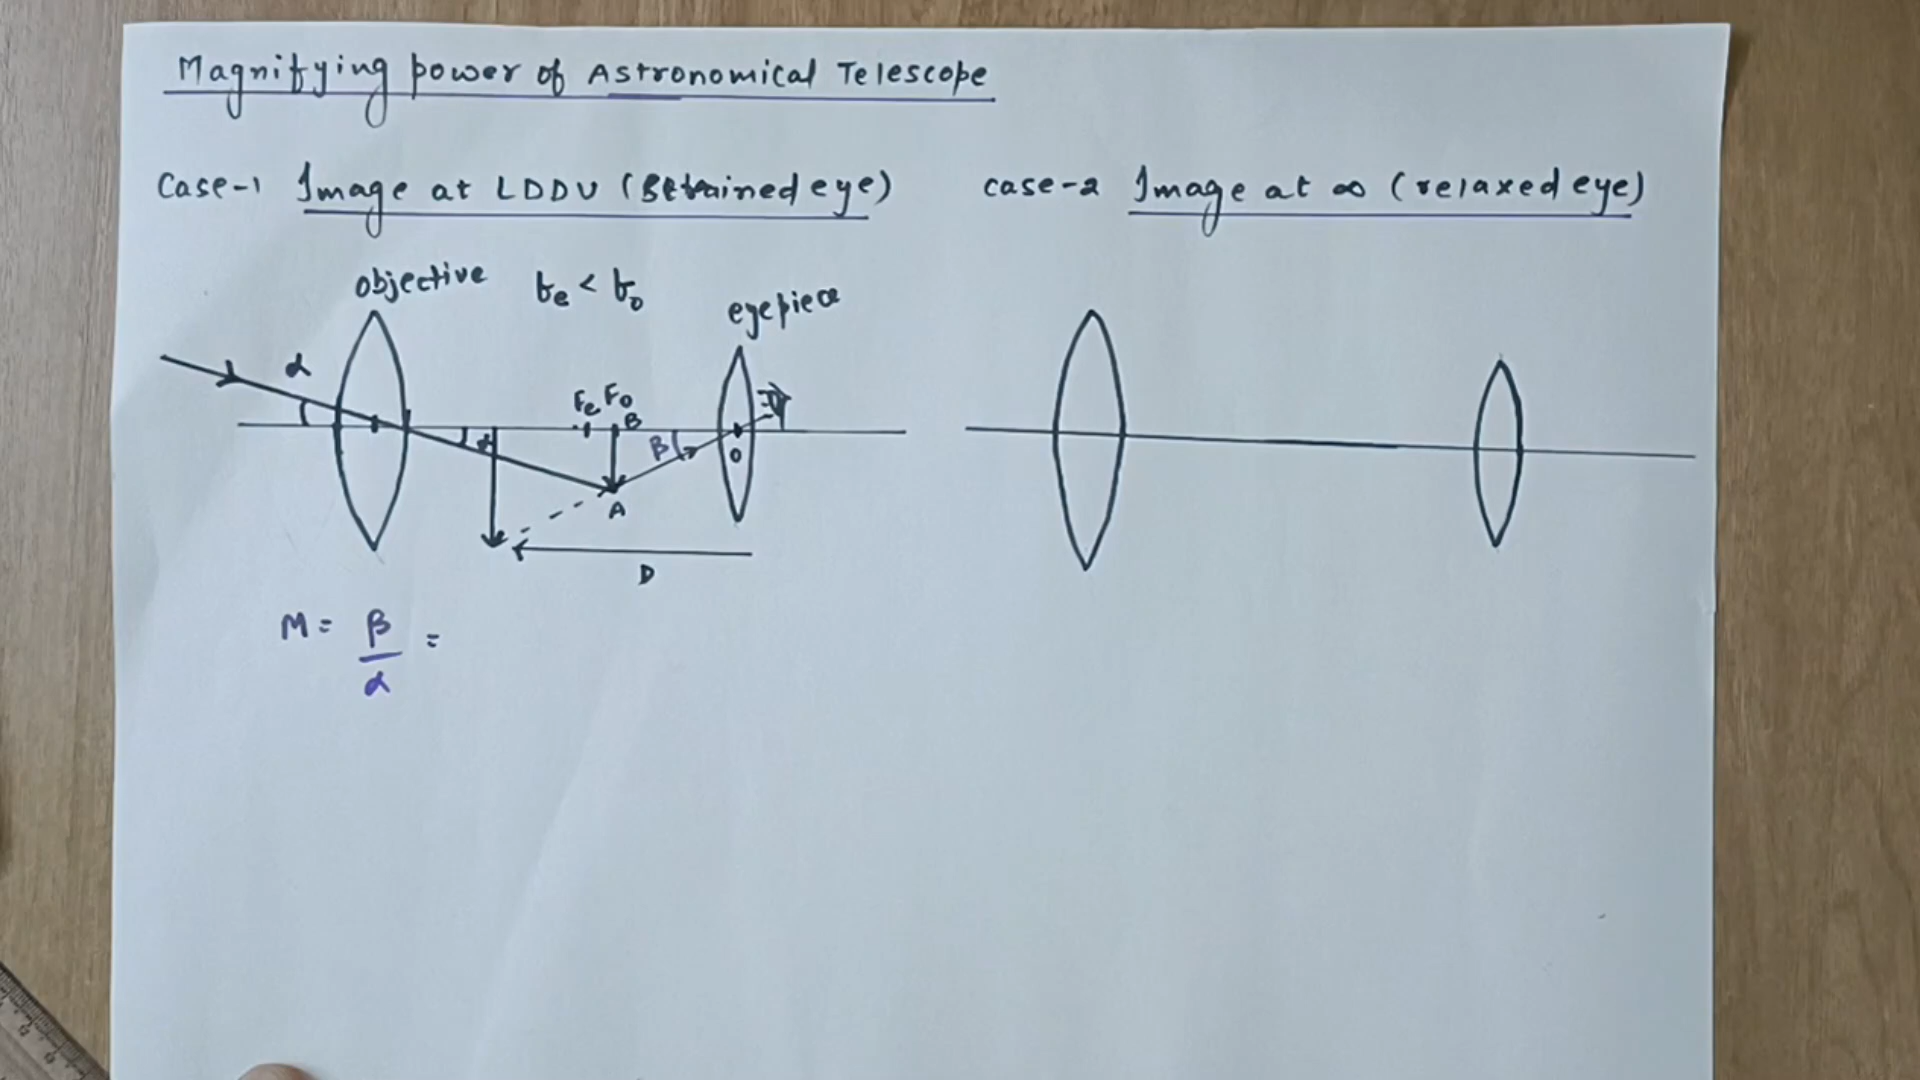 Magnifying power of Astronomical Telescope
Case-1 Image at LDDV (Strained eye)
objective
fe < fo
eyepiece
α
Fe Fo
B
β
α
O
A
D
M = β/α =
case-2 Image at ∞ (relaxed eye)